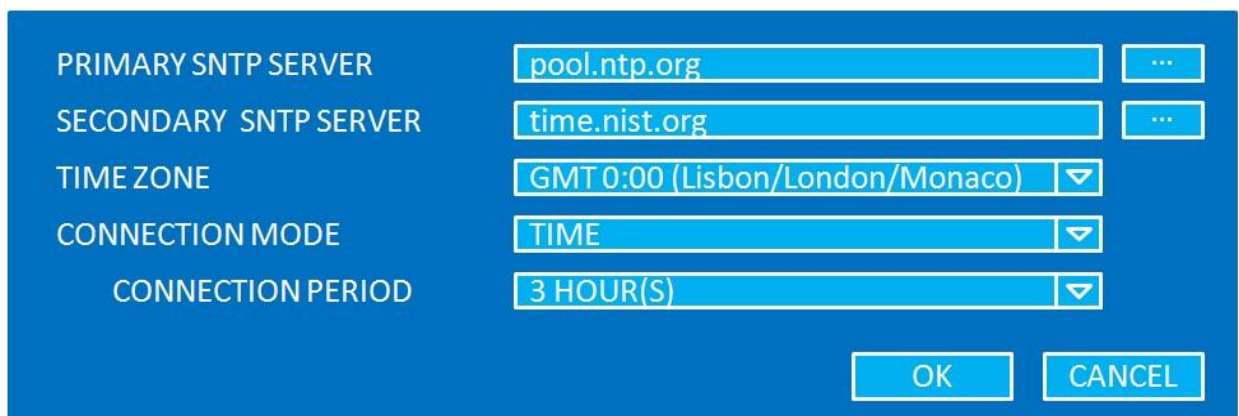 PRIMARY SNTP SERVER pool.ntp.org ...
SECONDARY SNTP SERVER time.nist.org ...
TIME ZONE GMT 0:00 (Lisbon/London/Monaco)
CONNECTION MODE TIME
CONNECTION PERIOD 3 HOUR(S)
OK CANCEL